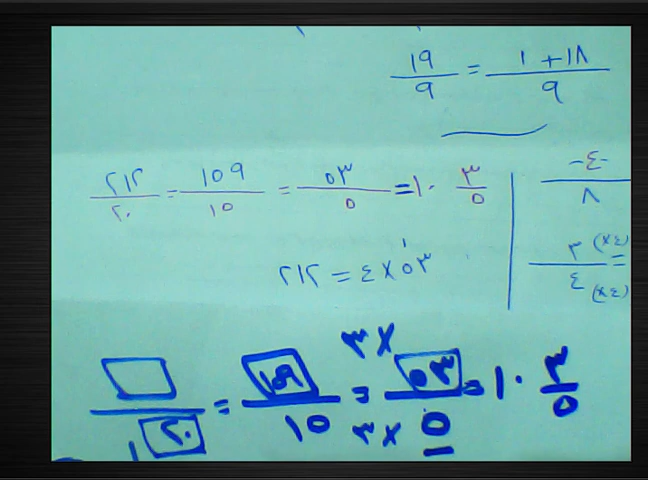 ١٩/٩ = ١ + ١٨/٩
٢١٢/٢٠ = ١٥٩/١٥ = ٥٣/٥ = ١٠ ٣/٥
-٤-/٨
٢١٢ = ٤ × ٥٣
= ٢ (×٤)/٤ (×٤)
/٢٠ = ١٥٩/١٥ = ٣× ٥٣/٣× ٥ = ١٠ ٣/٥